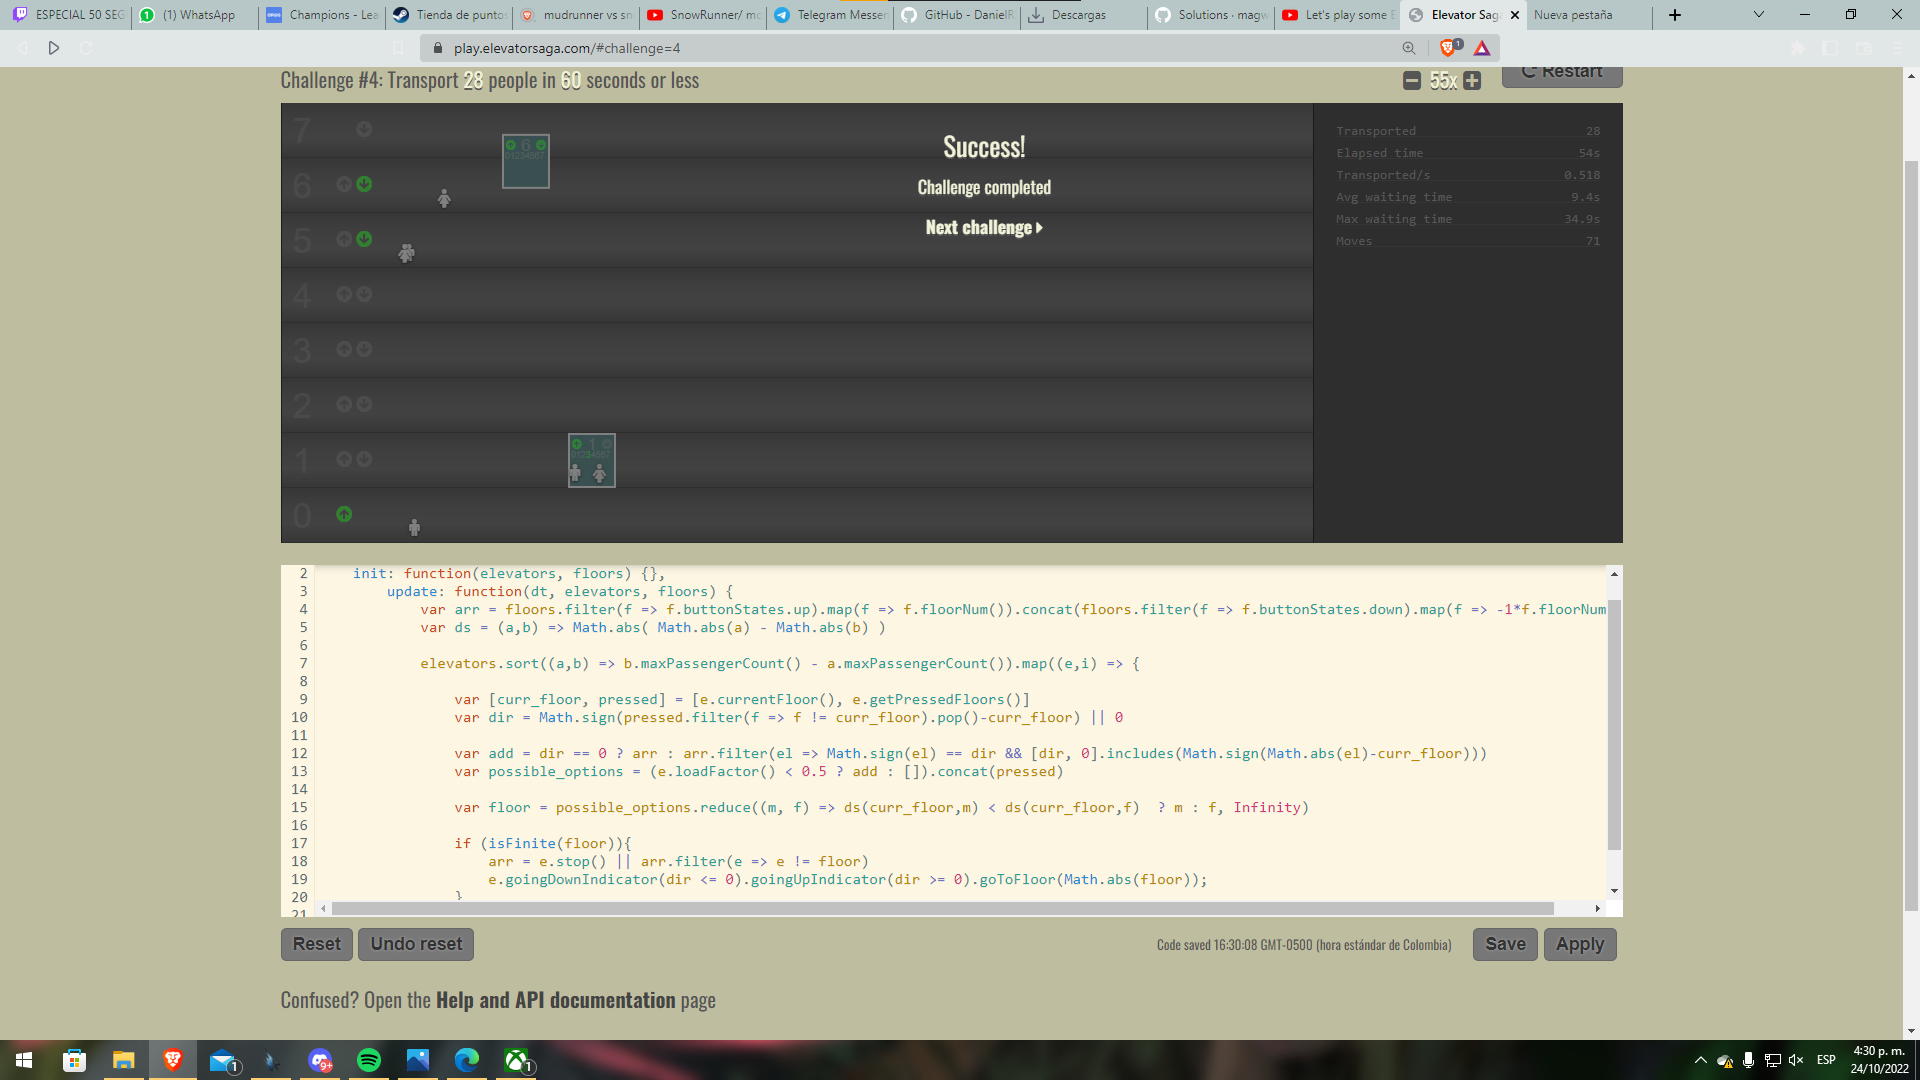 ESPECIAL 50 SEG
(1) WhatsApp
Champions - Lea
Tienda de puntos
mudrunner vs sn
SnowRunner/ mo
Telegram Messer
GitHub - DanielR
Descargas
Solutions · magw
Let's play some E
Elevator Saga
Nueva pestaña
play.elevatorsaga.com/#challenge=4
1
Challenge #4: Transport 28 people in 60 seconds or less
55x
Restart
7
6
5
4
3
2
1
0
6
01234567
1
01234567
Success!
Challenge completed
Next challenge
Transported 28
Elapsed time 54s
Transported/s 0.518
Avg waiting time 9.4s
Max waiting time 34.9s
Moves 71
2 init: function(elevators, floors) {},
3 update: function(dt, elevators, floors) {
4 var arr = floors.filter(f => f.buttonStates.up).map(f => f.floorNum()).concat(floors.filter(f => f.buttonStates.down).map(f => -1*f.floorNum
5 var ds = (a,b) => Math.abs( Math.abs(a) - Math.abs(b) )
6
7 elevators.sort((a,b) => b.maxPassengerCount() - a.maxPassengerCount()).map((e,i) => {
8
9 var [curr_floor, pressed] = [e.currentFloor(), e.getPressedFloors()]
10 var dir = Math.sign(pressed.filter(f => f != curr_floor).pop()-curr_floor) || 0
11
12 var add = dir == 0 ? arr : arr.filter(el => Math.sign(el) == dir && [dir, 0].includes(Math.sign(Math.abs(el)-curr_floor)))
13 var possible_options = (e.loadFactor() < 0.5 ? add : []).concat(pressed)
14
15 var floor = possible_options.reduce((m, f) => ds(curr_floor,m) < ds(curr_floor,f)  ? m : f, Infinity)
16
17 if (isFinite(floor)){
18 arr = e.stop() || arr.filter(e => e != floor)
19 e.goingDownIndicator(dir <= 0).goingUpIndicator(dir >= 0).goToFloor(Math.abs(floor));
20 }
21
Reset
Undo reset
Code saved 16:30:08 GMT-0500 (hora estándar de Colombia)
Save
Apply
Confused? Open the Help and API documentation page
1
9+
1
ESP
4:30 p. m.
24/10/2022